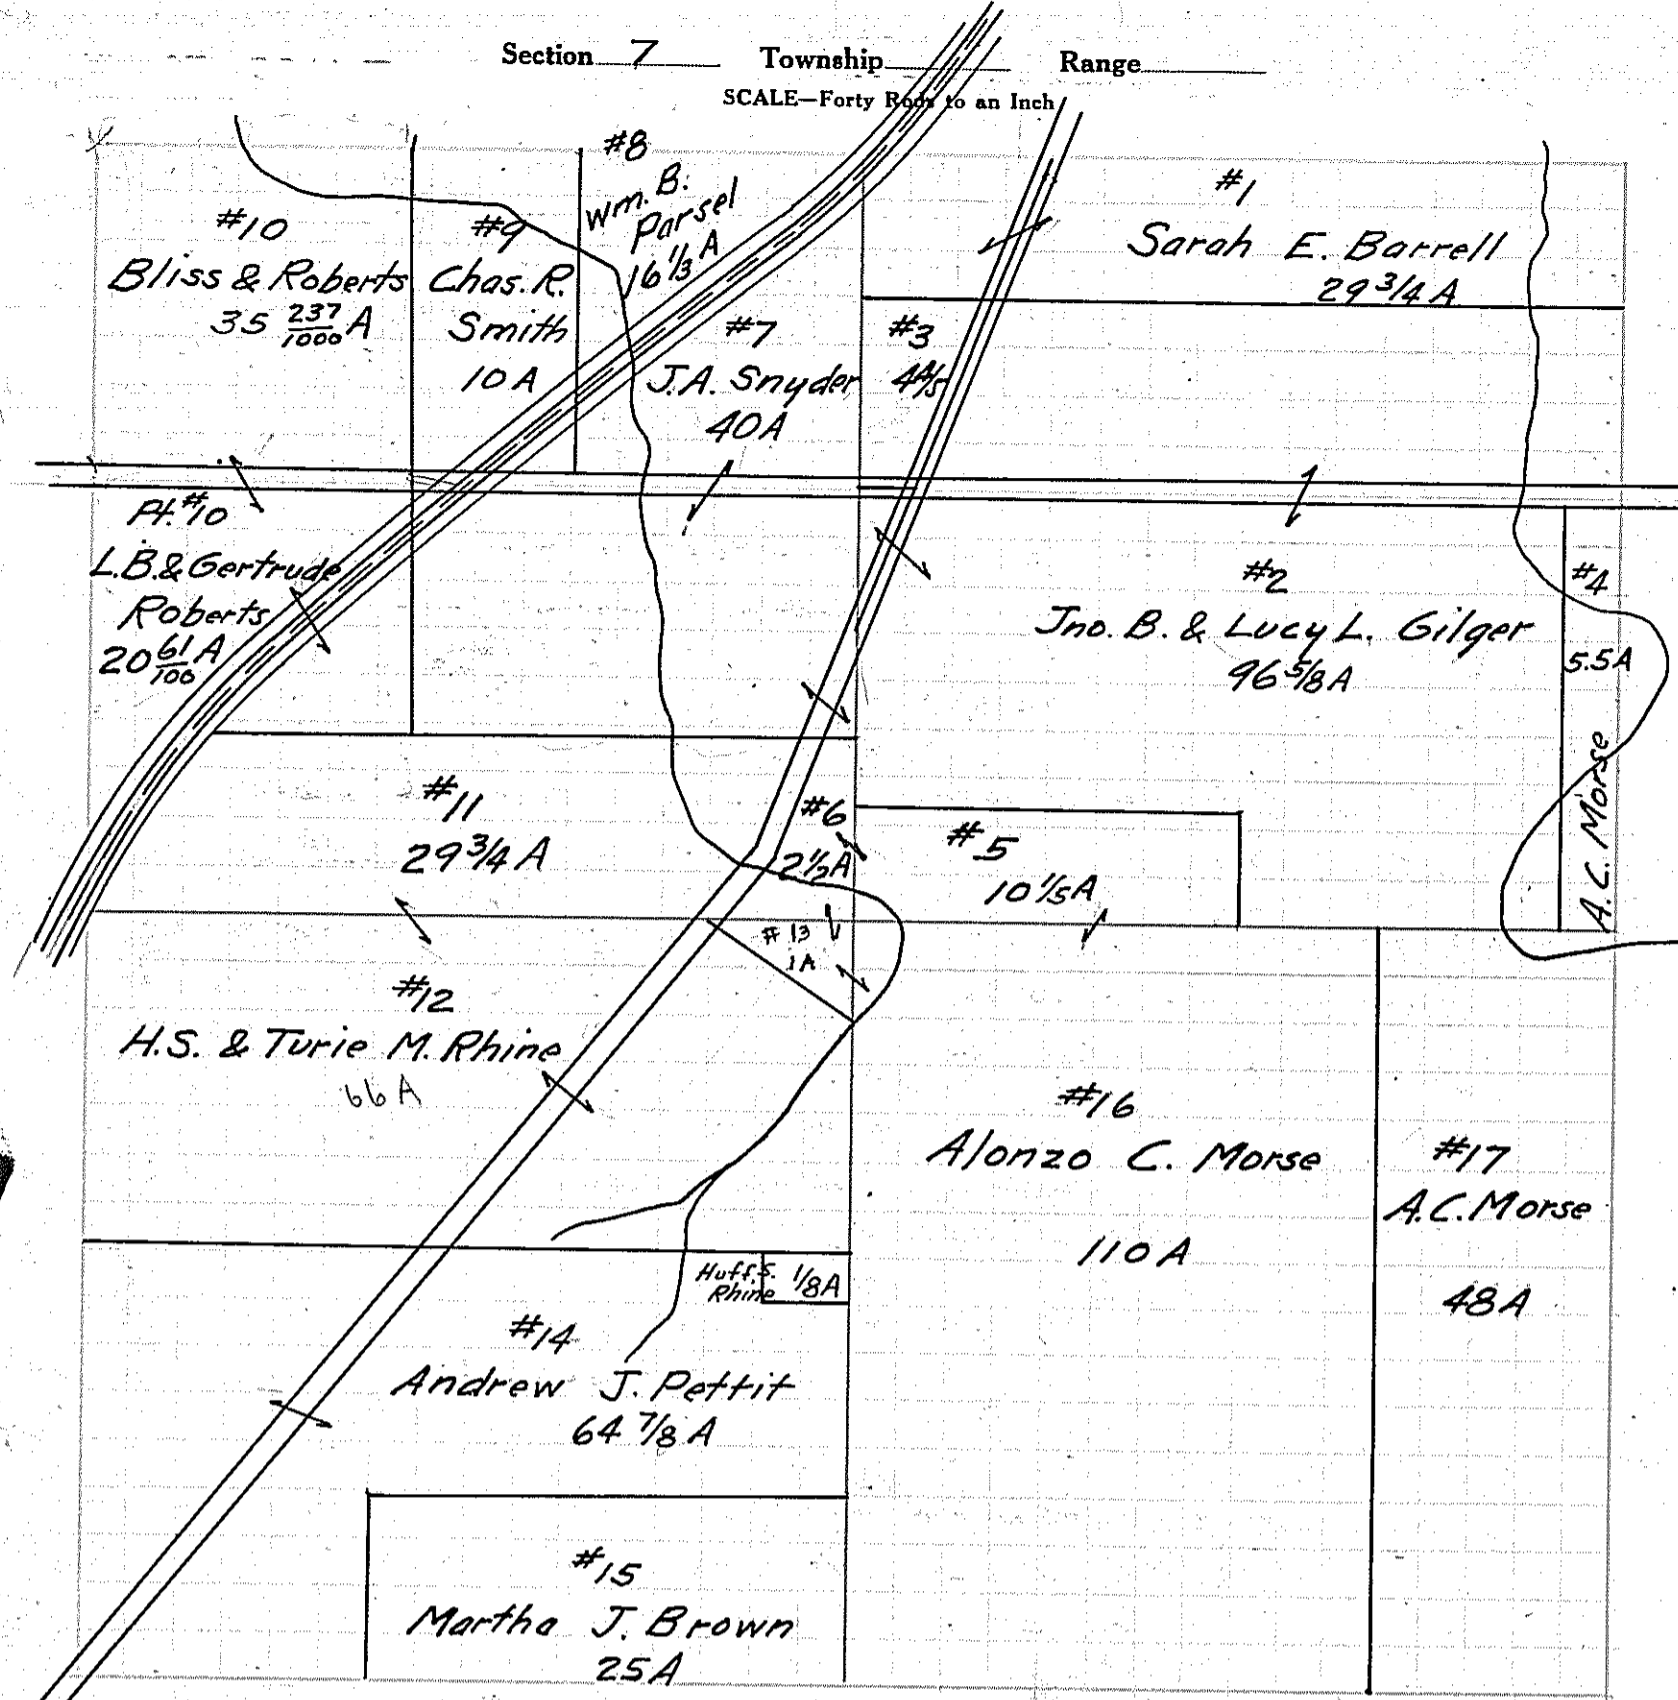 Section 7 Township Range
SCALE—Forty Rods to an Inch
#10
Bliss & Roberts
35 237/1000 A
#9
Chas. R.
Smith
10 A
#8
Wm. B.
Parsel
16 1/3 A
#7
J.A. Snyder
40 A
#3
4 4/5
#1
Sarah E. Barrell
29 3/4 A
Pt. #10
L.B. & Gertrude
Roberts
20 61/100 A
#2
Jno. B. & Lucy L. Gilger
96 5/8 A
#4
5.5 A
A.C. Morse
#11
29 3/4 A
#6
2 1/2 A
#5
10 1/5 A
#13
1A
#12
H.S. & Turie M. Rhine
66 A
#16
Alonzo C. Morse
110 A
#17
A.C. Morse
48 A
Huff. S. 1/8 A
Rhine
#14
Andrew J. Pettit
64 7/8 A
#15
Martha J. Brown
25 A